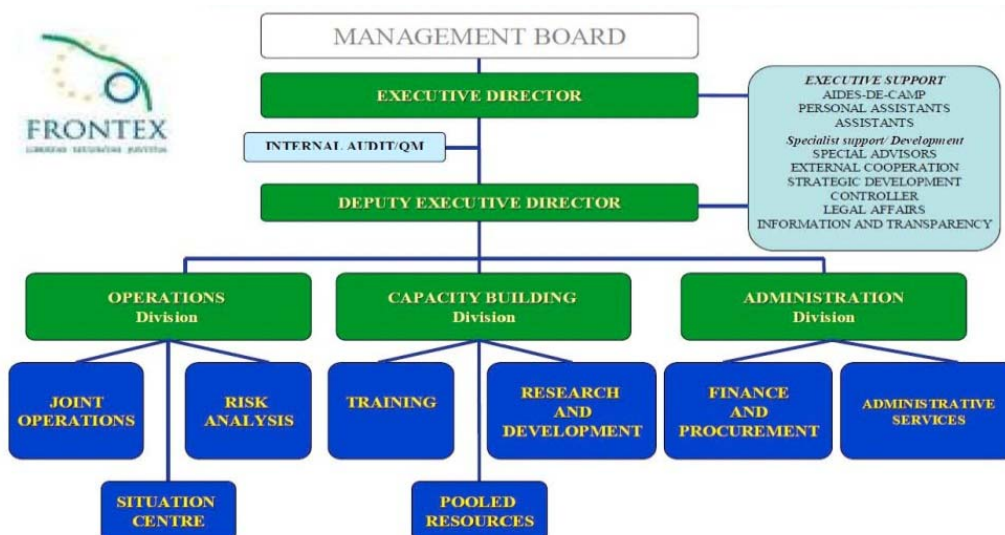 MANAGEMENT BOARD
FRONTEX
EXECUTIVE DIRECTOR
EXECUTIVE SUPPORT
AIDES-DE-CAMP
PERSONAL ASSISTANTS
ASSISTANTS
Specialist support/ Development
SPECIAL ADVISORS
EXTERNAL COOPERATION
STRATEGIC DEVELOPMENT
CONTROLLER
LEGAL AFFAIRS
INFORMATION AND TRANSPARENCY
INTERNAL AUDIT/QM
DEPUTY EXECUTIVE DIRECTOR
OPERATIONS
Division
CAPACITY BUILDING
Division
ADMINISTRATION
Division
JOINT
OPERATIONS
RISK
ANALYSIS
TRAINING
RESEARCH
AND
DEVELOPMENT
FINANCE
AND
PROCUREMENT
ADMINISTRATIVE
SERVICES
SITUATION
CENTRE
POOLED
RESOURCES